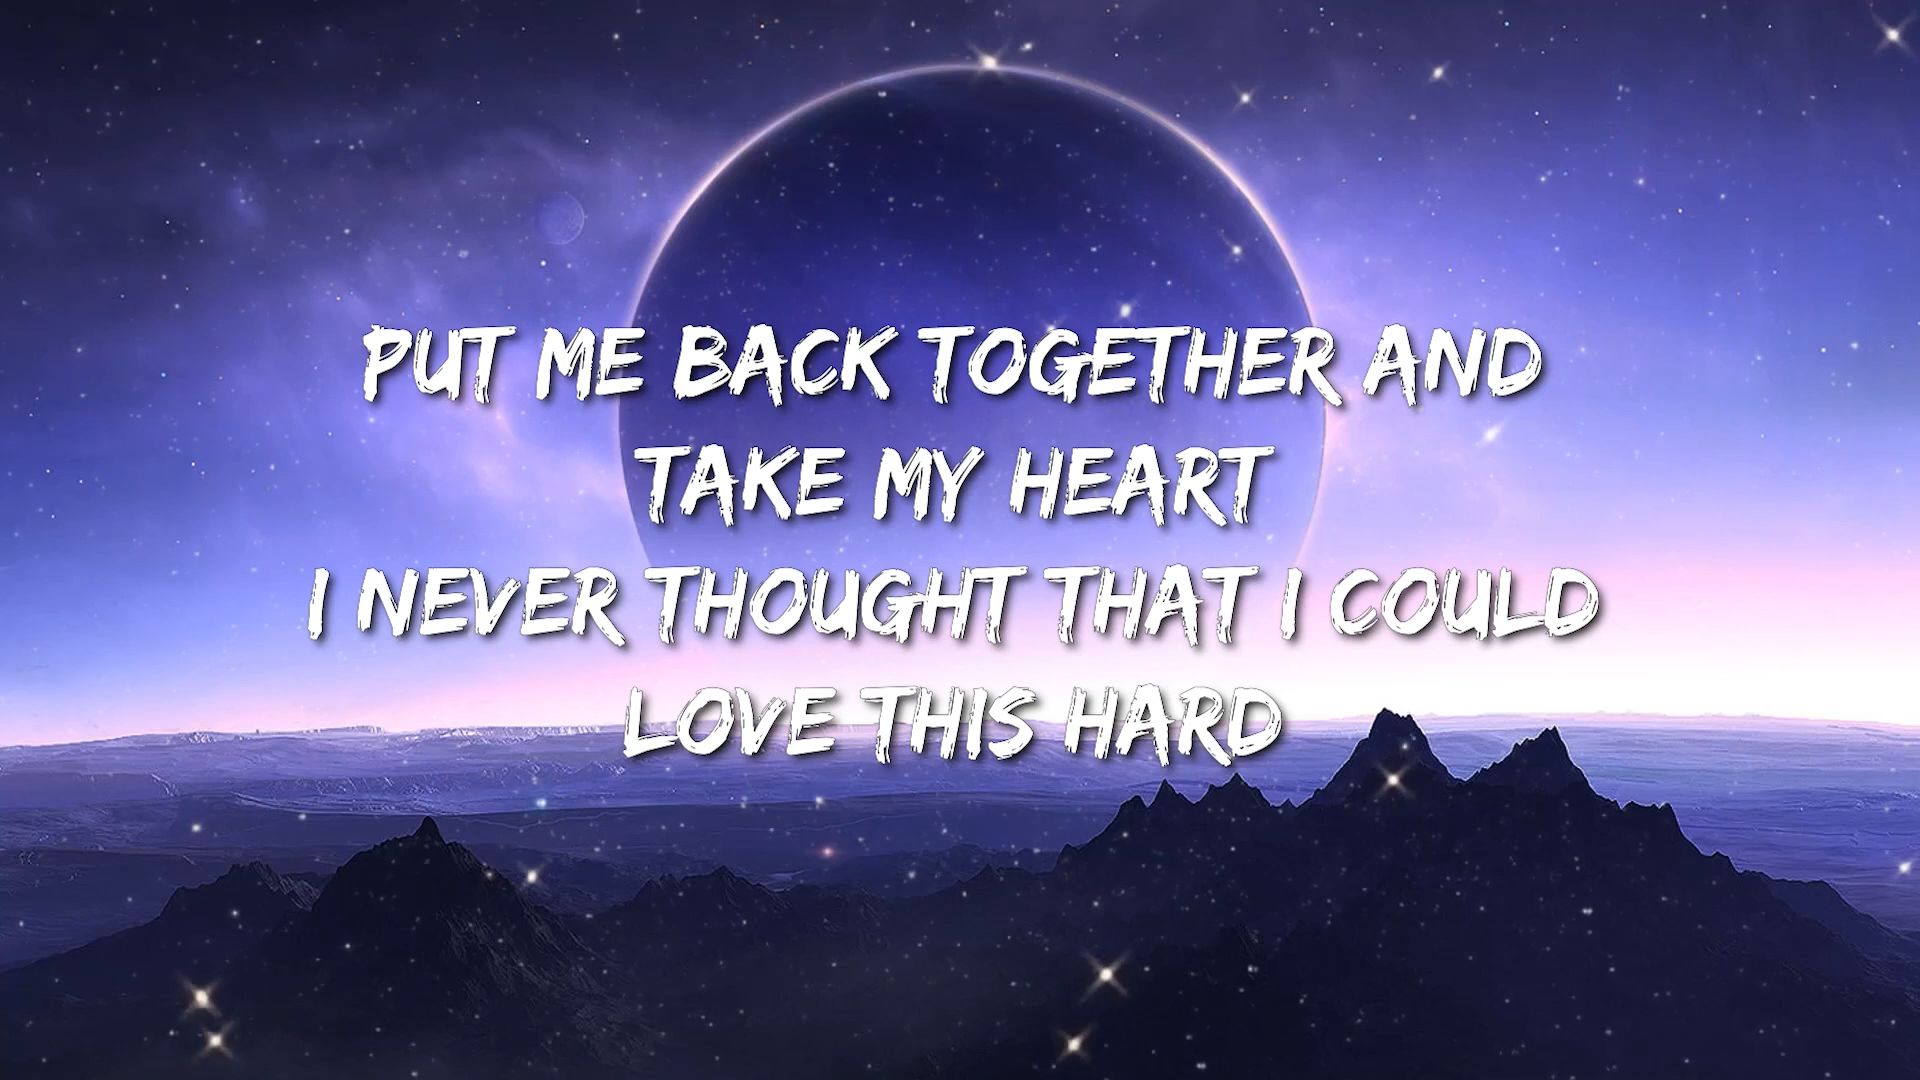 PUT ME BACK TOGETHER AND
TAKE MY HEART
I NEVER THOUGHT THAT I COULD
LOVE THIS HARD